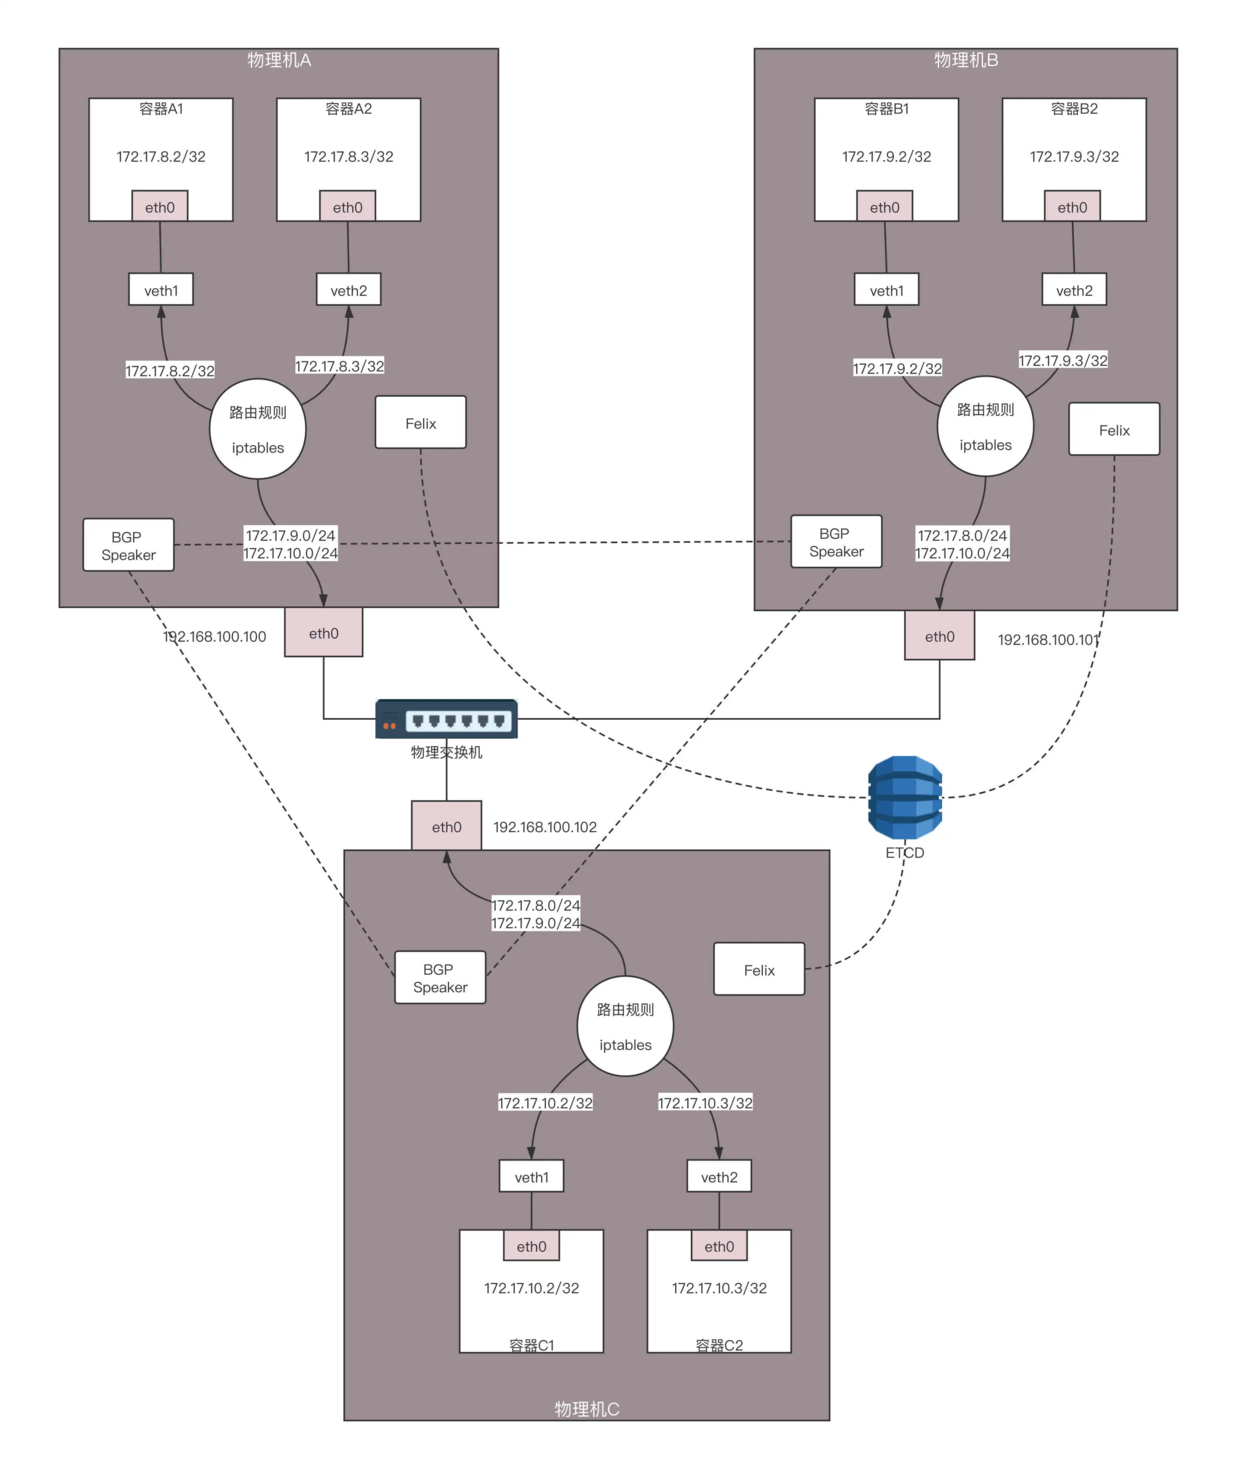 物理机A
容器A1
容器A2
172.17.8.2/32
172.17.8.3/32
eth0
eth0
veth1
veth2
172.17.8.2/32
172.17.8.3/32
路由规则
iptables
Felix
BGP
Speaker
172.17.9.0/24
172.17.10.0/24
192.168.100.100
eth0
物理机B
容器B1
容器B2
172.17.9.2/32
172.17.9.3/32
eth0
eth0
veth1
veth2
172.17.9.2/32
172.17.9.3/32
路由规则
iptables
Felix
BGP
Speaker
172.17.8.0/24
172.17.10.0/24
eth0
192.168.100.101
物理交换机
ETCD
eth0
192.168.100.102
172.17.8.0/24
172.17.9.0/24
BGP
Speaker
Felix
路由规则
iptables
172.17.10.2/32
172.17.10.3/32
veth1
veth2
eth0
eth0
172.17.10.2/32
172.17.10.3/32
容器C1
容器C2
物理机C